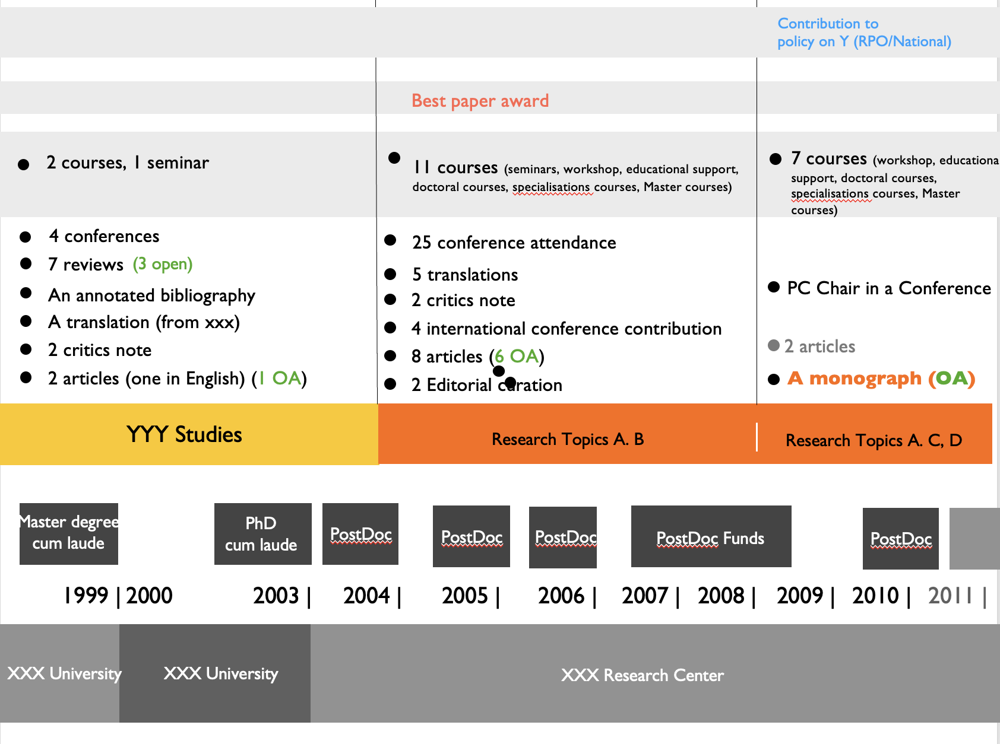 Contribution to
policy on Y (RPO/National)
Best paper award
2 courses, 1 seminar
11 courses (seminars, workshop, educational support,
doctoral courses, specialisations courses, Master courses)
7 courses (workshop, educationa
support, doctoral courses,
specialisations courses, Master
courses)
4 conferences
7 reviews (3 open)
An annotated bibliography
A translation (from xxx)
2 critics note
2 articles (one in English) (1 OA)
25 conference attendance
5 translations
2 critics note
4 international conference contribution
8 articles (6 OA)
2 Editorial curation
PC Chair in a Conference
2 articles
A monograph (OA)
YYY Studies
Research Topics A. B
Research Topics A. C, D
Master degree
cum laude
PhD
cum laude
PostDoc
PostDoc
PostDoc
PostDoc Funds
PostDoc
1999 | 2000 2003 | 2004 | 2005 | 2006 | 2007 | 2008 | 2009 | 2010 | 2011 |
XXX University
XXX University
XXX Research Center